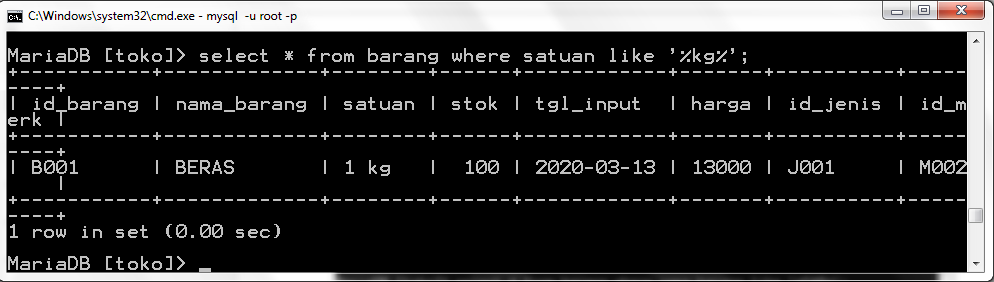 C:\Windows\system32\cmd.exe - mysql -u root -p
MariaDB [toko]> select * from barang where satuan like '%kg%';
+-----------+-------------+--------+------+------------+-------+----------+-----
----+
| id_barang | nama_barang | satuan | stok | tgl_input  | harga | id_jenis | id_m
erk |
+-----------+-------------+--------+------+------------+-------+----------+-----
----+
| B001      | BERAS       | 1 kg   |  100 | 2020-03-13 | 13000 | J001     | M002
    |
+-----------+-------------+--------+------+------------+-------+----------+-----
----+
1 row in set (0.00 sec)
MariaDB [toko]> _